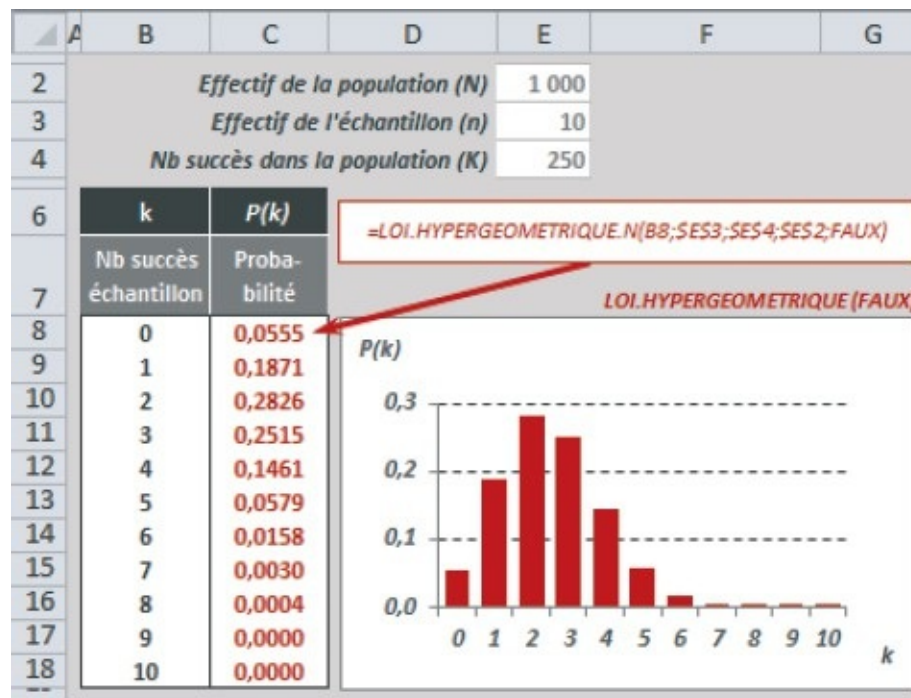 A B C D E F G
2 Effectif de la population (N) 1 000
3 Effectif de l'échantillon (n) 10
4 Nb succès dans la population (K) 250
6 k P(k)
=LOI.HYPERGEOMETRIQUE.N(B8;$E$3;$E$4;$E$2;FAUX)
Nb succès Proba-
7 échantillon bilité
LOI.HYPERGEOMETRIQUE (FAUX
8 0 0,0555
9 1 0,1871
10 2 0,2826
11 3 0,2515
12 4 0,1461
13 5 0,0579
14 6 0,0158
15 7 0,0030
16 8 0,0004
17 9 0,0000
18 10 0,0000
P(k)
0,3
0,2
0,1
0,0
0 1 2 3 4 5 6 7 8 9 10
k